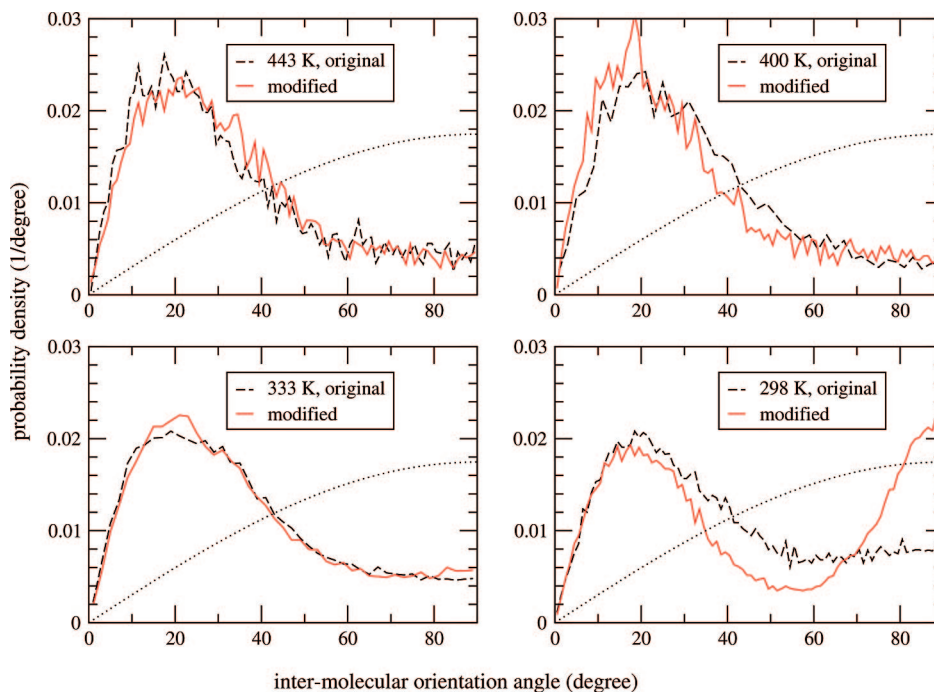 0.03
0.02
0.01
0
0 20 40 60 80
443 K, original
modified
0.03
0.02
0.01
0
0 20 40 60 80
400 K, original
modified
0.03
0.02
0.01
0
0 20 40 60 80
333 K, original
modified
0.03
0.02
0.01
0
0 20 40 60 80
298 K, original
modified
probability density (1/degree)
inter-molecular orientation angle (degree)